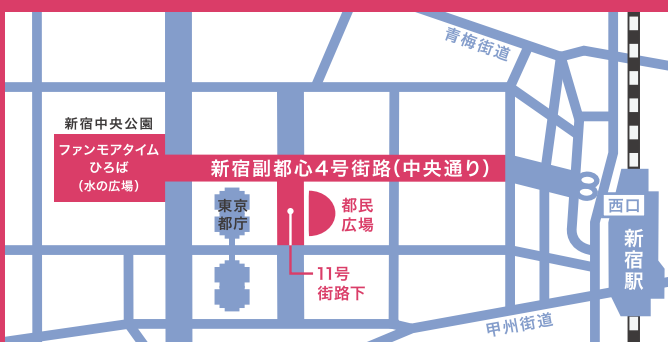 青梅街道
新宿中央公園
ファンモアタイム
ひろば
（水の広場）
新宿副都心4号街路（中央通り）
東京
都庁
都民
広場
西口
新宿駅
11号
街路下
甲州街道